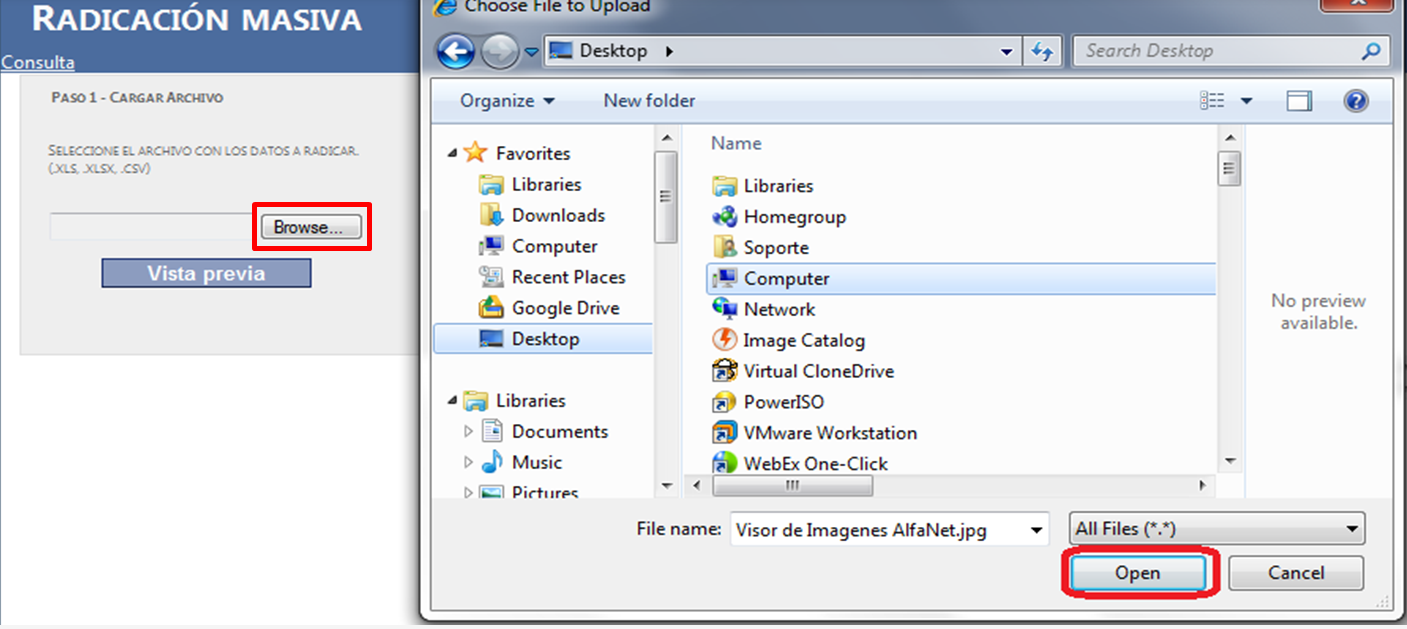 RADICACIÓN MASIVA
Consulta
PASO 1 - CARGAR ARCHIVO
SELECCIONE EL ARCHIVO CON LOS DATOS A RADICAR.
(.XLS, .XLSX, .CSV)
Browse...
Vista previa
Choose File to Upload
Desktop
Search Desktop
Organize
New folder
Favorites
Libraries
Downloads
Computer
Recent Places
Google Drive
Desktop
Libraries
Documents
Music
Pictures
Name
Libraries
Homegroup
Soporte
Computer
Network
Image Catalog
Virtual CloneDrive
PowerISO
VMware Workstation
WebEx One-Click
No preview
available.
File name: Visor de Imagenes AlfaNet.jpg
All Files (*.*)
Open
Cancel